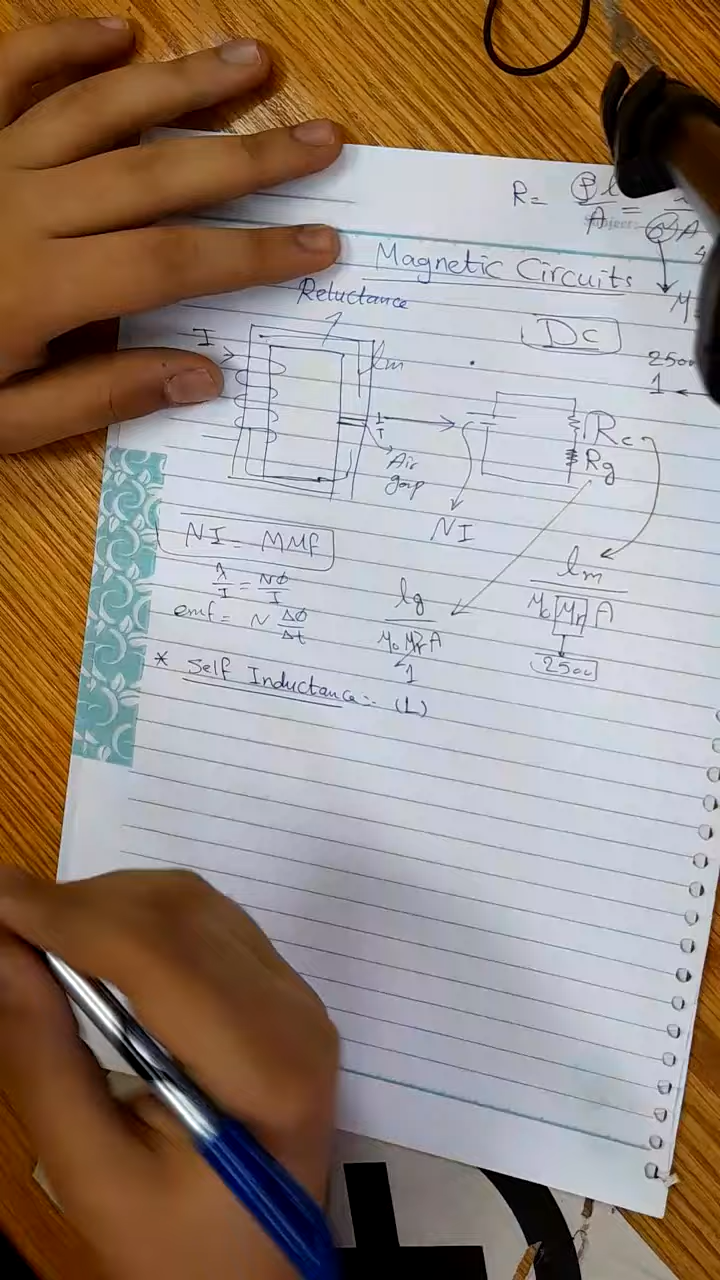 R = ρl/A =
Subject:
Magnetic Circuits
Reluctance
DC
I
lm
2500
1
Rc
Rg
Air gap
NI
NI = MMf
lm / μ₀ μr A
2500
λ/I = Nφ/I
lg / μ₀ μr A
1
emf = N Δφ/Δt
* Self Inductance :- (L)